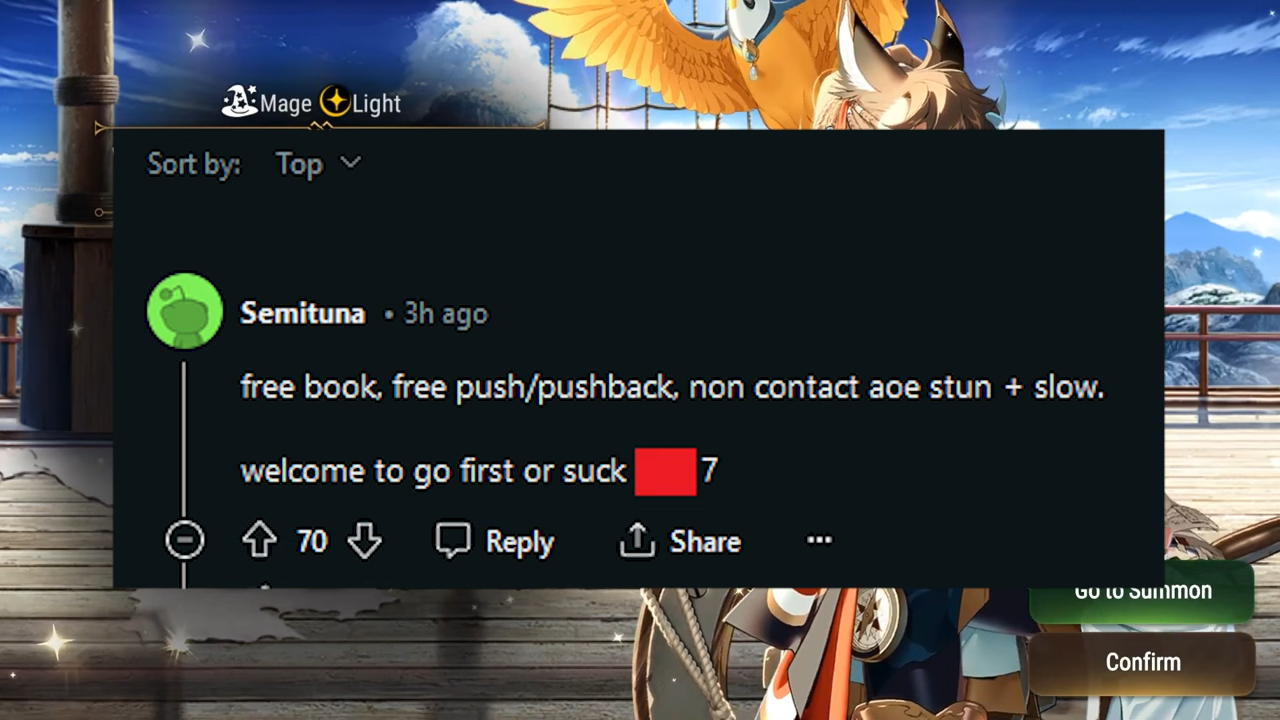 Mage Light
Sort by: Top
Semituna • 3h ago
free book, free push/pushback, non contact aoe stun + slow.
welcome to go first or suck 7
70 Reply Share ...
Go to Summon
Confirm